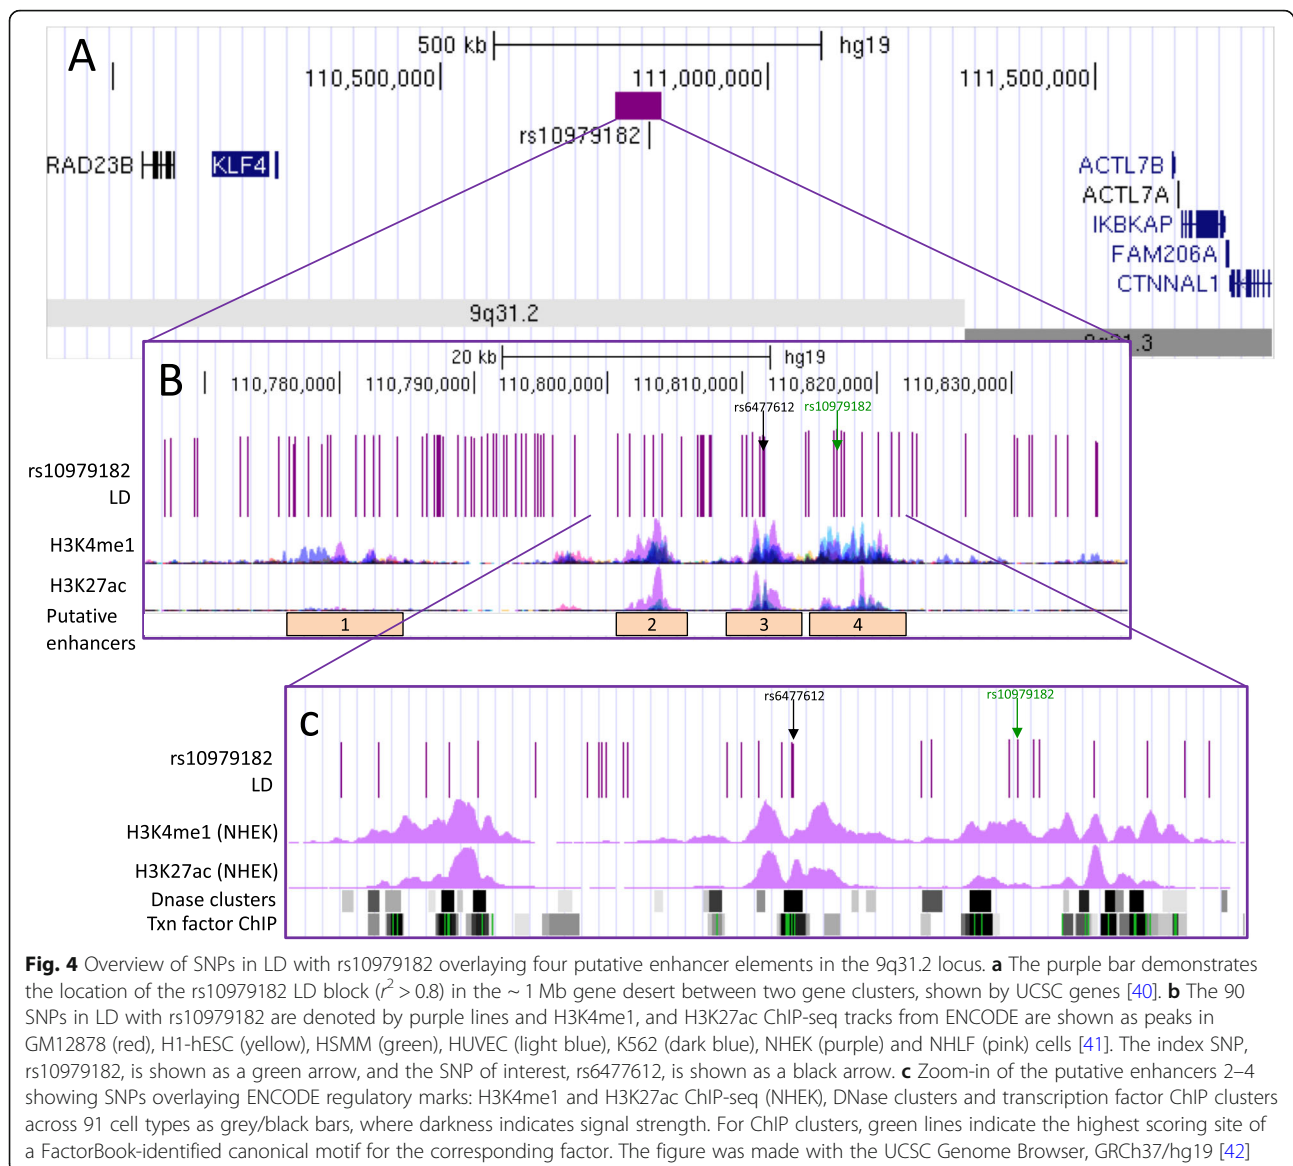 A
500 kb
hg19
110,500,000
111,000,000
111,500,000
rs10979182
RAD23B
KLF4
ACTL7B
ACTL7A
IKBKAP
FAM206A
CTNNAL1
9q31.2
9q31.3
B
20 kb
hg19
110,780,000
110,790,000
110,800,000
110,810,000
110,820,000
110,830,000
rs6477612
rs10979182
rs10979182
LD
H3K4me1
H3K27ac
Putative
enhancers
1
2
3
4
C
rs6477612
rs10979182
rs10979182
LD
H3K4me1 (NHEK)
H3K27ac (NHEK)
Dnase clusters
Txn factor ChIP
Fig. 4 Overview of SNPs in LD with rs10979182 overlaying four putative enhancer elements in the 9q31.2 locus. a The purple bar demonstrates
the location of the rs10979182 LD block (r² > 0.8) in the ~ 1 Mb gene desert between two gene clusters, shown by UCSC genes [40]. b The 90
SNPs in LD with rs10979182 are denoted by purple lines and H3K4me1, and H3K27ac ChIP-seq tracks from ENCODE are shown as peaks in
GM12878 (red), H1-hESC (yellow), HSMM (green), HUVEC (light blue), K562 (dark blue), NHEK (purple) and NHLF (pink) cells [41]. The index SNP,
rs10979182, is shown as a green arrow, and the SNP of interest, rs6477612, is shown as a black arrow. c Zoom-in of the putative enhancers 2–4
showing SNPs overlaying ENCODE regulatory marks: H3K4me1 and H3K27ac ChIP-seq (NHEK), DNase clusters and transcription factor ChIP clusters
across 91 cell types as grey/black bars, where darkness indicates signal strength. For ChIP clusters, green lines indicate the highest scoring site of
a FactorBook-identified canonical motif for the corresponding factor. The figure was made with the UCSC Genome Browser, GRCh37/hg19 [42]